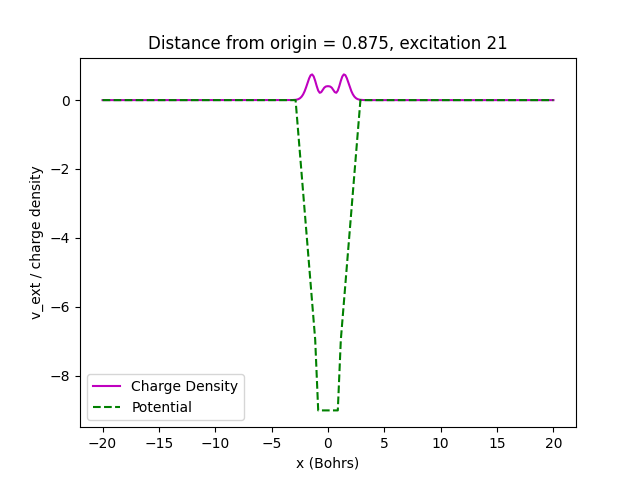 Distance from origin = 0.875, excitation 21
v_ext / charge density
0
−2
−4
−6
−8
Charge Density
Potential
−20 −15 −10 −5 0 5 10 15 20
x (Bohrs)